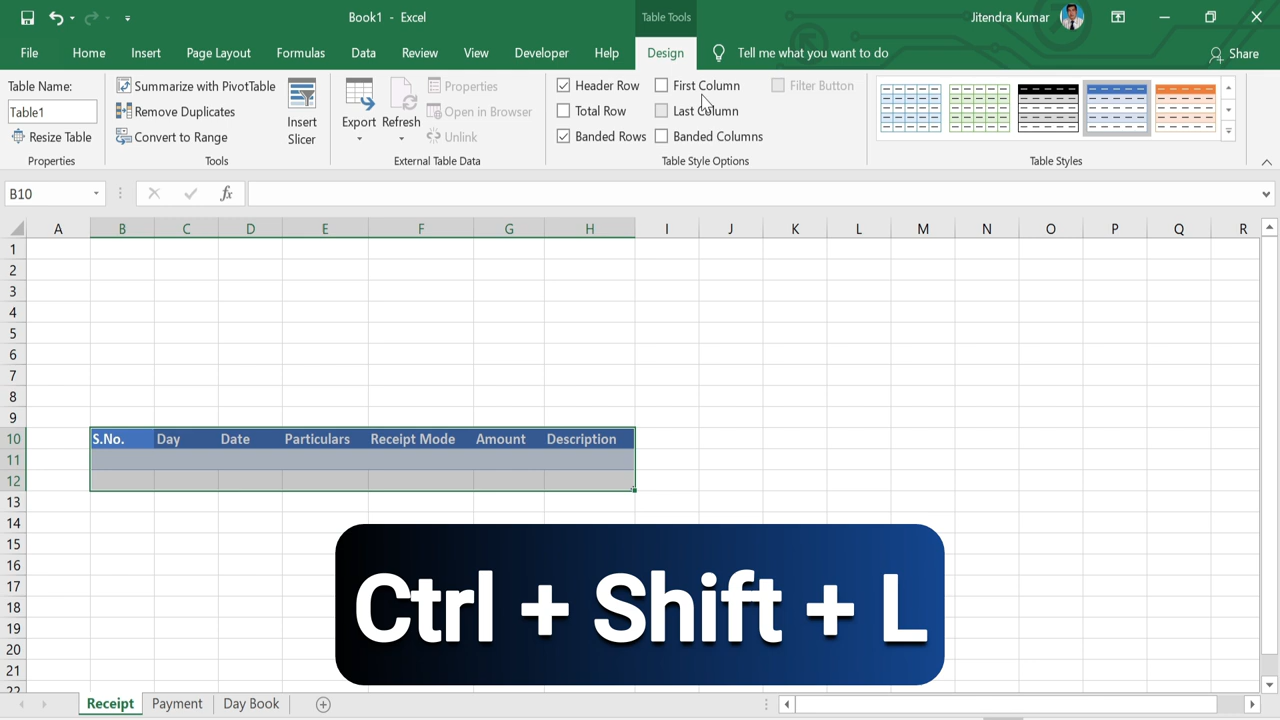 Book1 - Excel
Table Tools
Jitendra Kumar
File Home Insert Page Layout Formulas Data Review View Developer Help Design Tell me what you want to do Share
Table Name: Summarize with PivotTable Properties Header Row First Column Filter Button
Table1 Remove Duplicates Insert Slicer Export Refresh Open in Browser Total Row Last Column
Resize Table Convert to Range Unlink Banded Rows Banded Columns
Properties Tools External Table Data Table Style Options Table Styles
B10 fx
A B C D E F G H I J K L M N O P Q R
1
2
3
4
5
6
7
8
9
10 S.No. Day Date Particulars Receipt Mode Amount Description
11
12
13
14
15
16
17
18
19
20
21
22
Ctrl + Shift + L
Receipt Payment Day Book